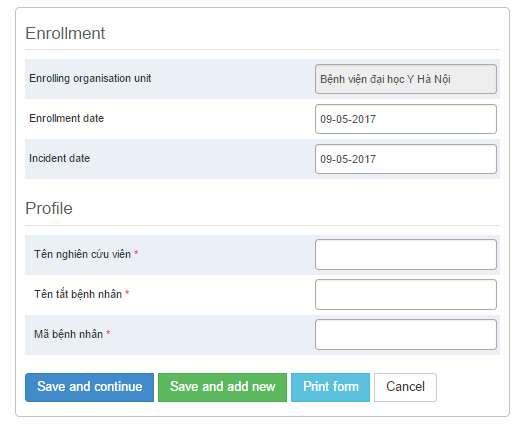 Enrollment
Enrolling organisation unit Bệnh viện đại học Y Hà Nội
Enrollment date 09-05-2017
Incident date 09-05-2017
Profile
Tên nghiên cứu viên *
Tên tắt bệnh nhân *
Mã bệnh nhân *
Save and continue Save and add new Print form Cancel